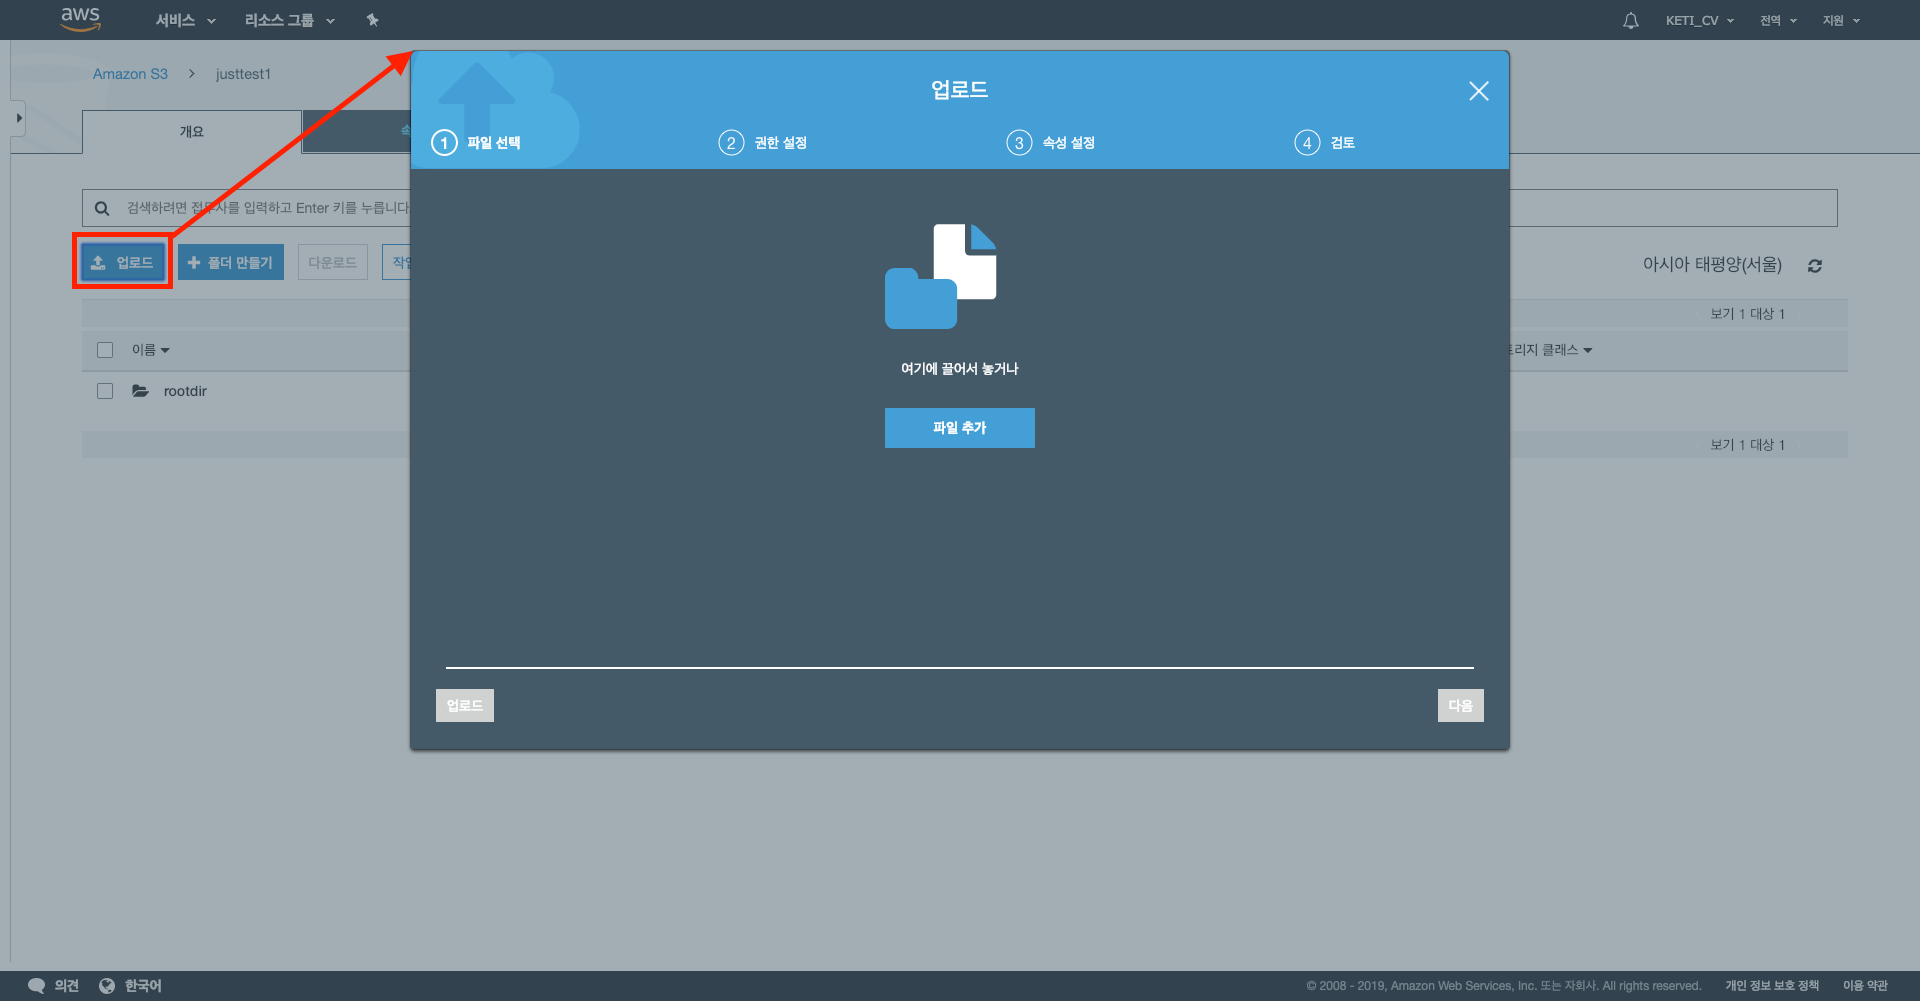 aws 서비스 리소스 그룹 KETI_CV 전역 지원
Amazon S3 justtest1
개요
업로드
1 파일 선택 2 권한 설정 3 속성 설정 4 검토
검색하려면 접두사를 입력하고 Enter 키를 누릅니다.
업로드 폴더 만들기 다운로드 작업
아시아 태평양(서울)
보기 1 대상 1
이름
토리지 클래스
rootdir
보기 1 대상 1
여기에 끌어서 놓거나
파일 추가
업로드 다음
의견 한국어 © 2008 - 2019, Amazon Web Services, Inc. 또는 자회사. All rights reserved. 개인 정보 보호 정책 이용 약관